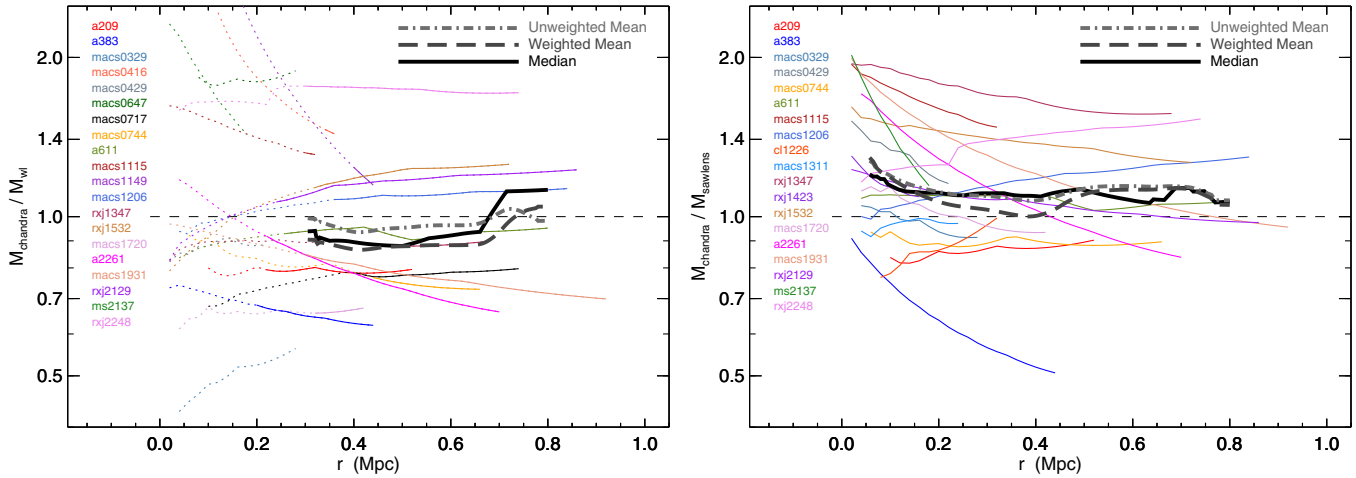 a209
a383
macs0329
macs0416
macs0429
macs0647
macs0717
macs0744
a611
macs1115
macs1149
macs1206
rxj1347
rxj1532
macs1720
a2261
macs1931
rxj2129
ms2137
rxj2248
Unweighted Mean
Weighted Mean
Median
2.0
1.4
1.0
0.7
0.5
Mchandra / Mwl
0.0 0.2 0.4 0.6 0.8 1.0
r (Mpc)
a209
a383
macs0329
macs0429
macs0744
a611
macs1115
macs1206
cl1226
macs1311
rxj1347
rxj1423
rxj1532
macs1720
a2261
macs1931
rxj2129
ms2137
rxj2248
Unweighted Mean
Weighted Mean
Median
2.0
1.4
1.0
0.7
0.5
Mchandra / Msawlens
0.0 0.2 0.4 0.6 0.8 1.0
r (Mpc)